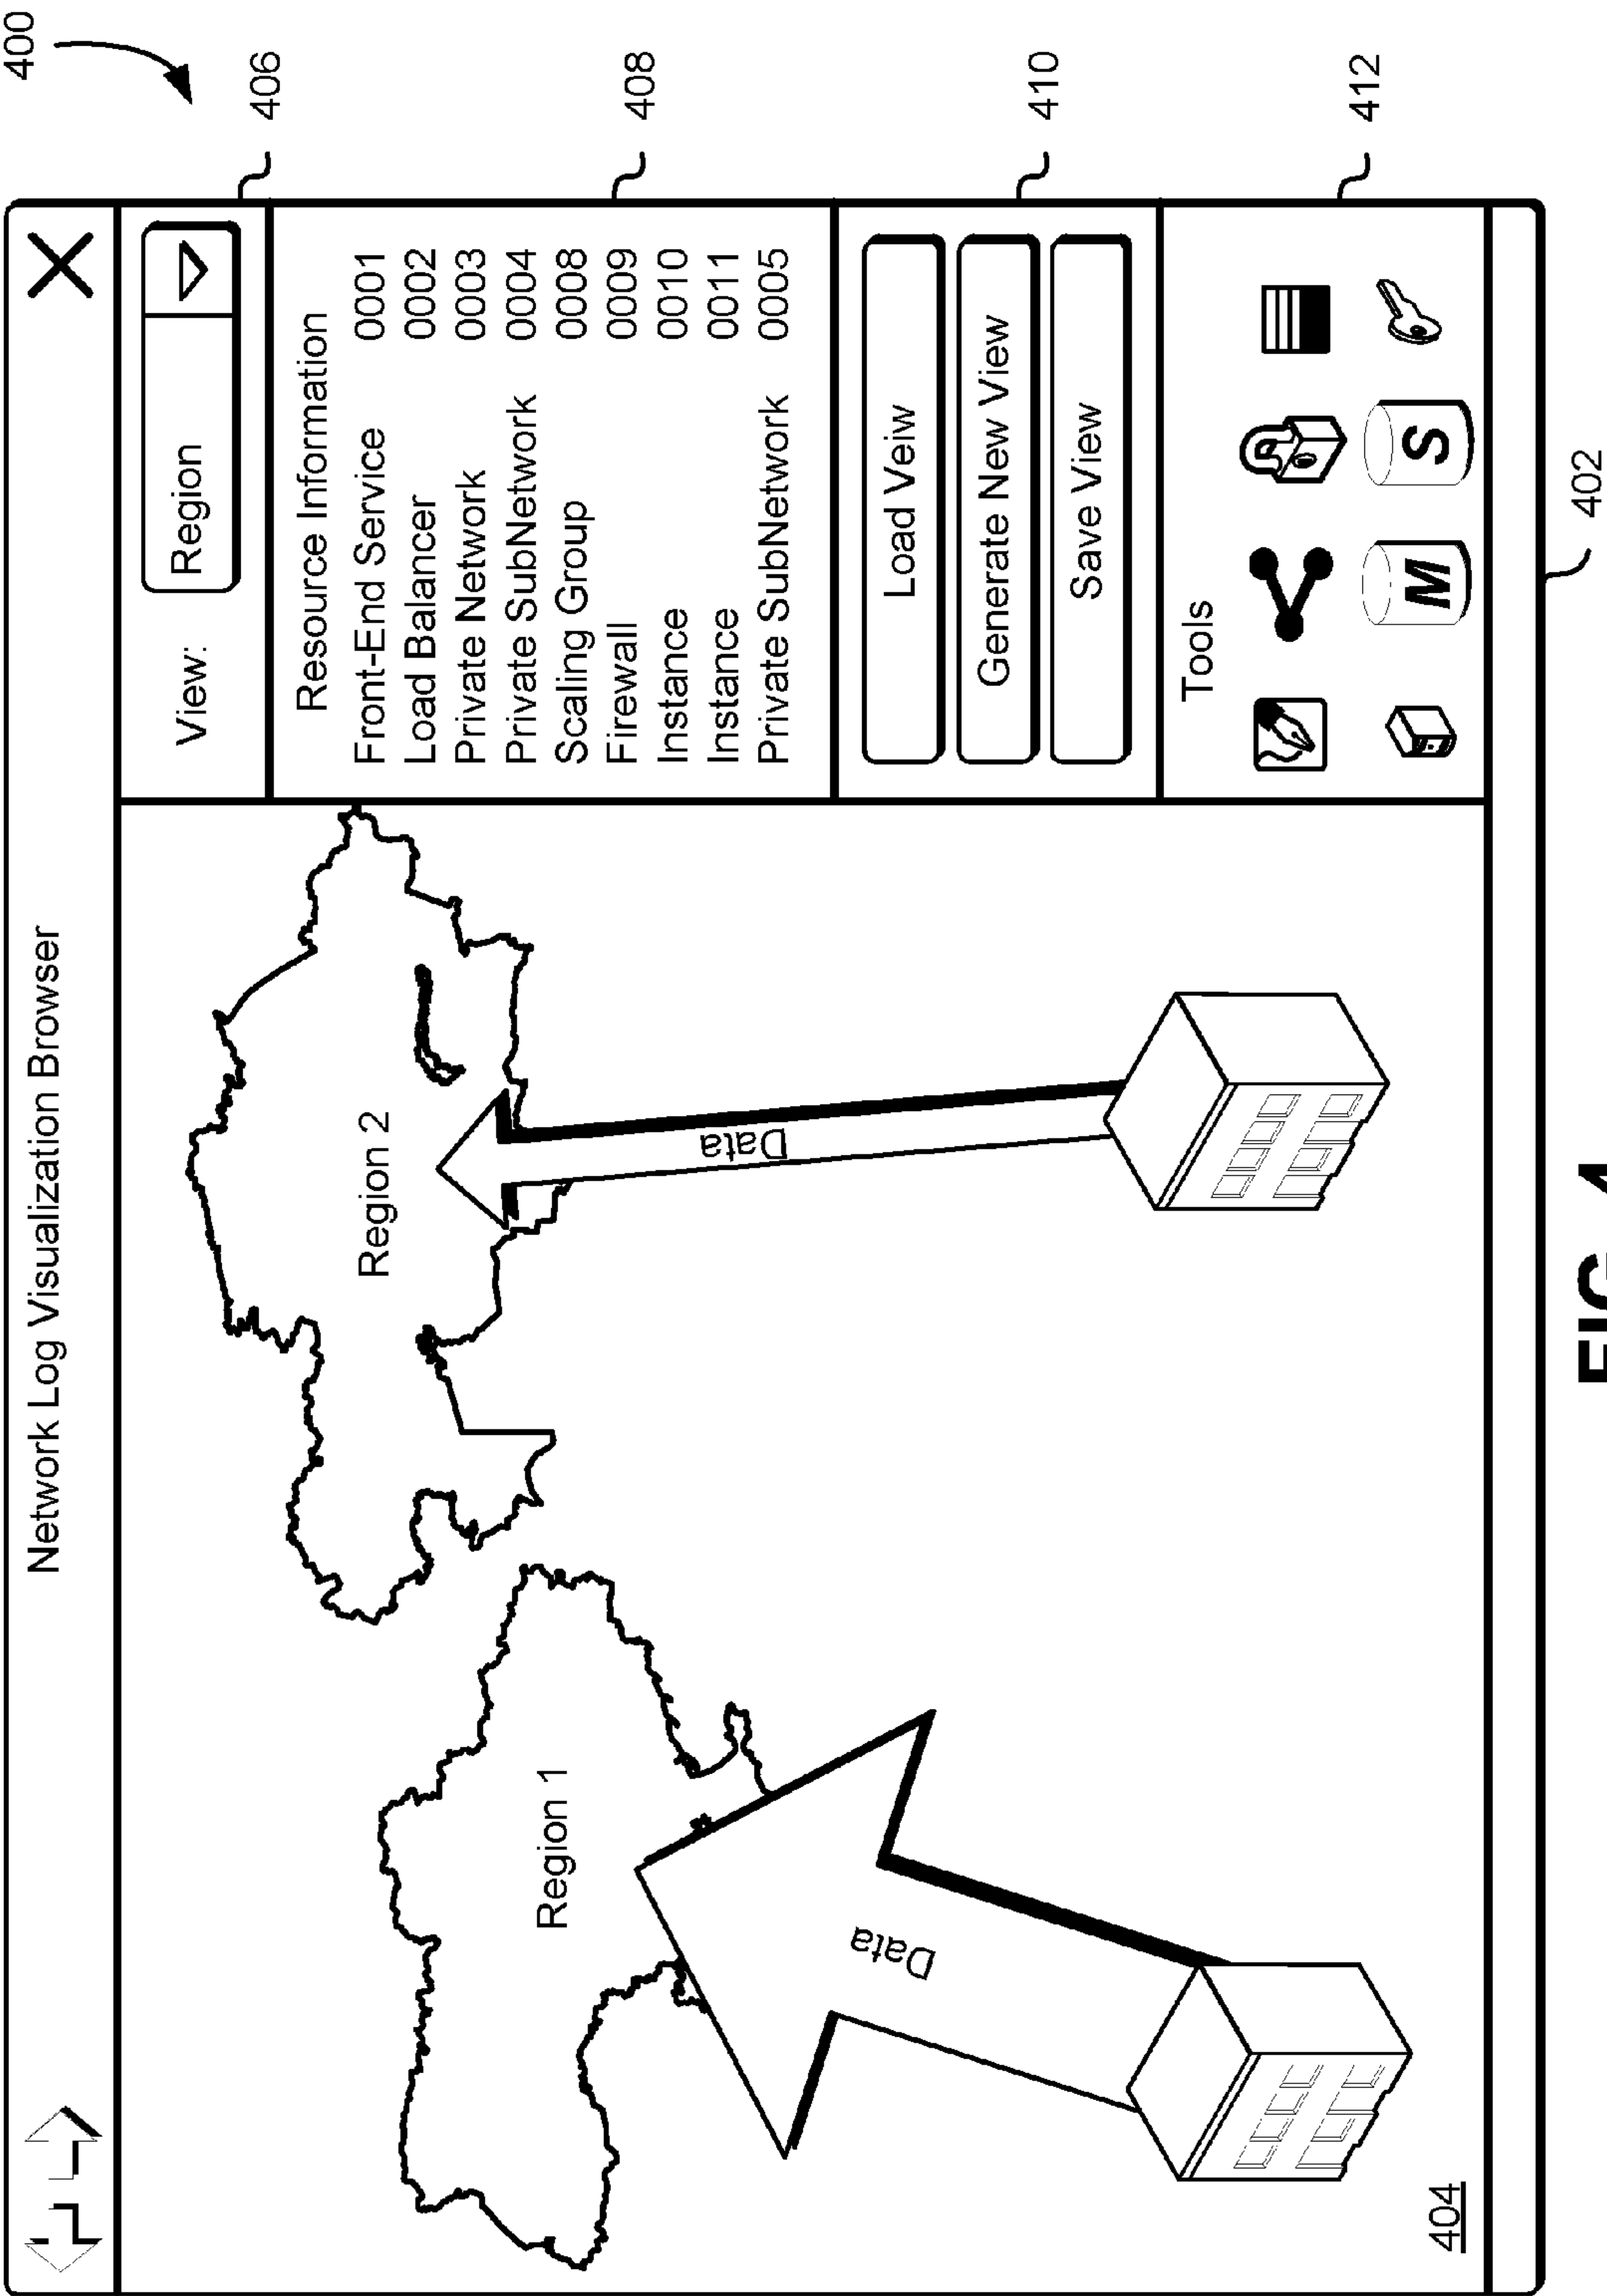 400
Network Log Visualization Browser
View:
Region
406
Resource Information
Front-End Service 0001
Load Balancer 0002
Private Network 0003
Private SubNetwork 0004
Scaling Group 0008
Firewall 0009
Instance 0010
Instance 0011
Private SubNetwork 0005
408
Load Veiw
Generate New View
Save View
410
Tools
M
S
412
Region 1
Region 2
Data
Data
404
402
FIG. 4